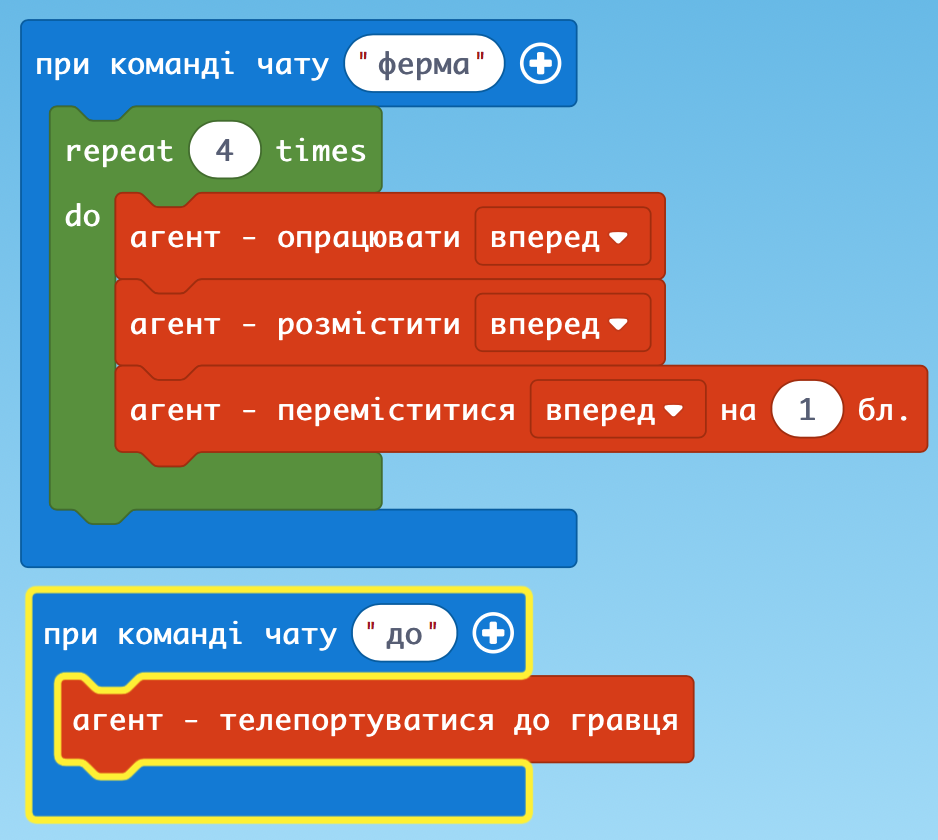 при команді чату "ферма"
repeat 4 times
do
агент - опрацювати вперед
агент - розмістити вперед
агент - переміститися вперед на 1 бл.
при команді чату "до"
агент - телепортуватися до гравця